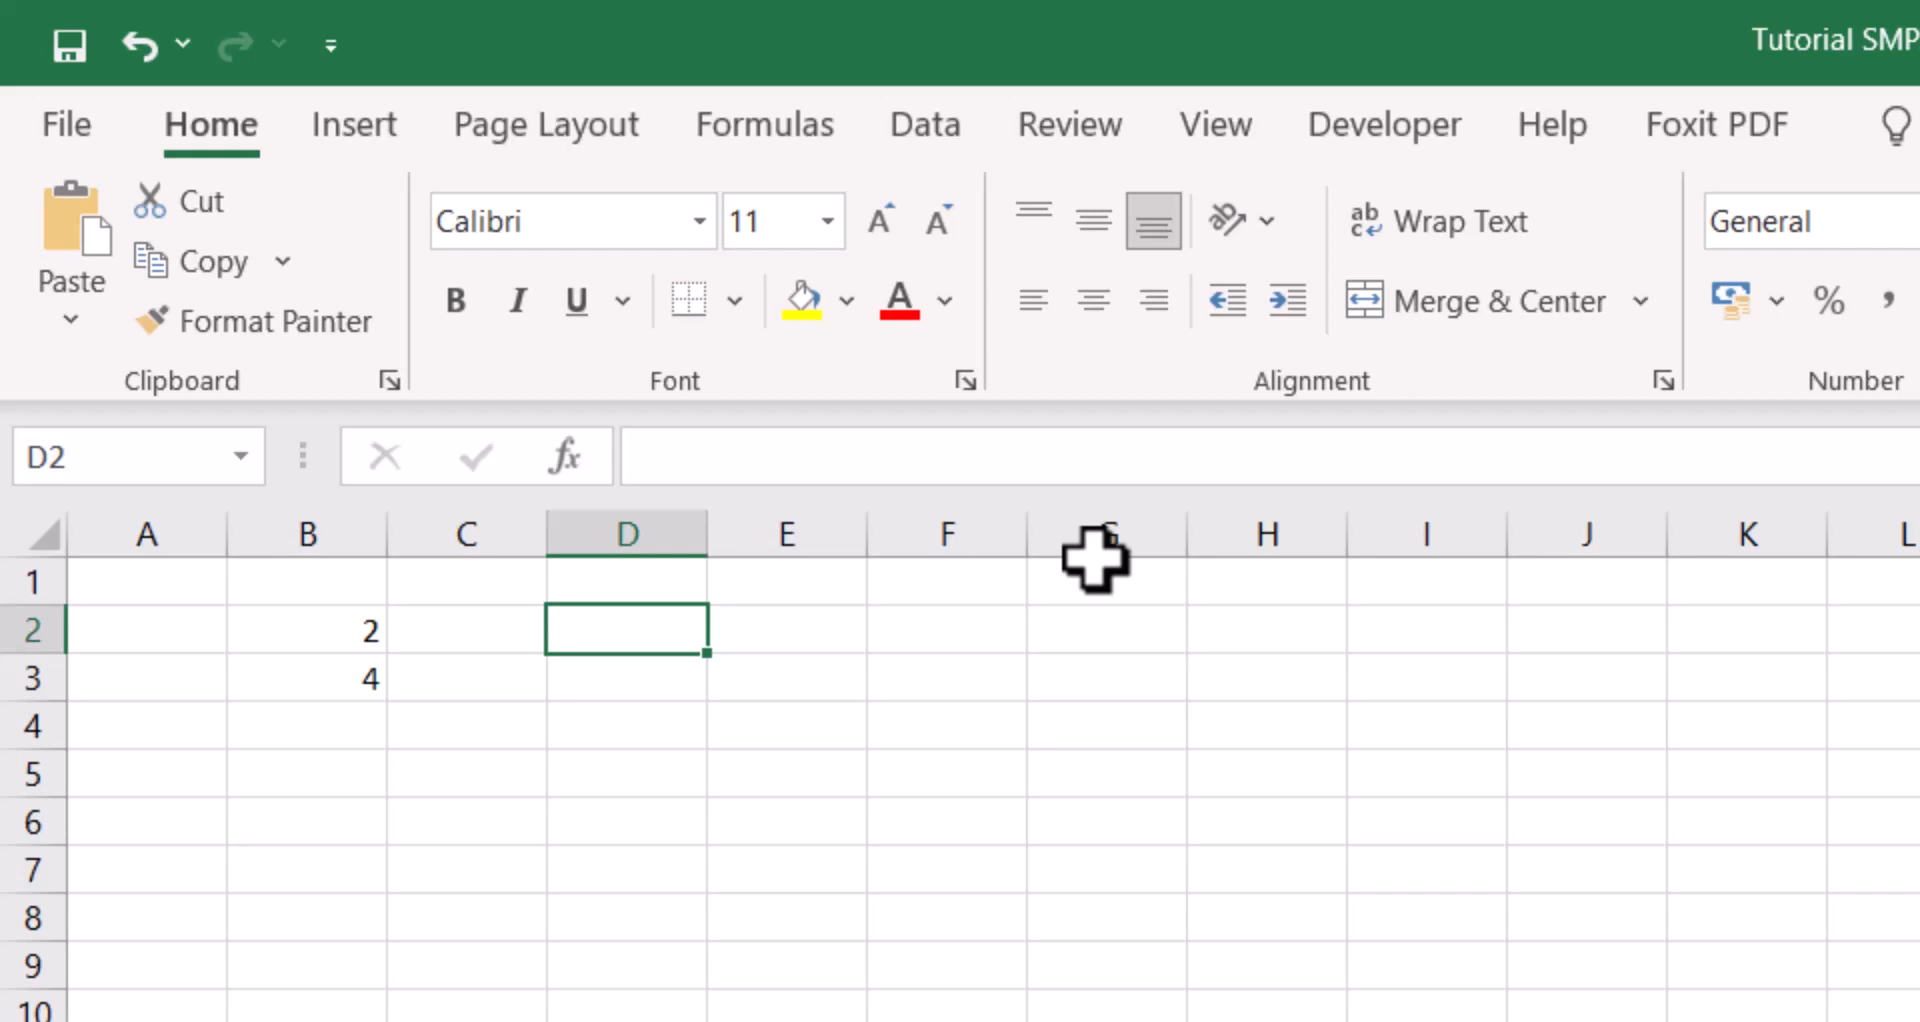 Tutorial SMP
File Home Insert Page Layout Formulas Data Review View Developer Help Foxit PDF
Cut
Copy
Paste
Format Painter
Calibri 11 A A
ab
c Wrap Text
General
B I U A
Merge & Center
% ,
Clipboard Font Alignment Number
D2 fx
A B C D E F G H I J K L
1
2 2
3 4
4
5
6
7
8
9
10